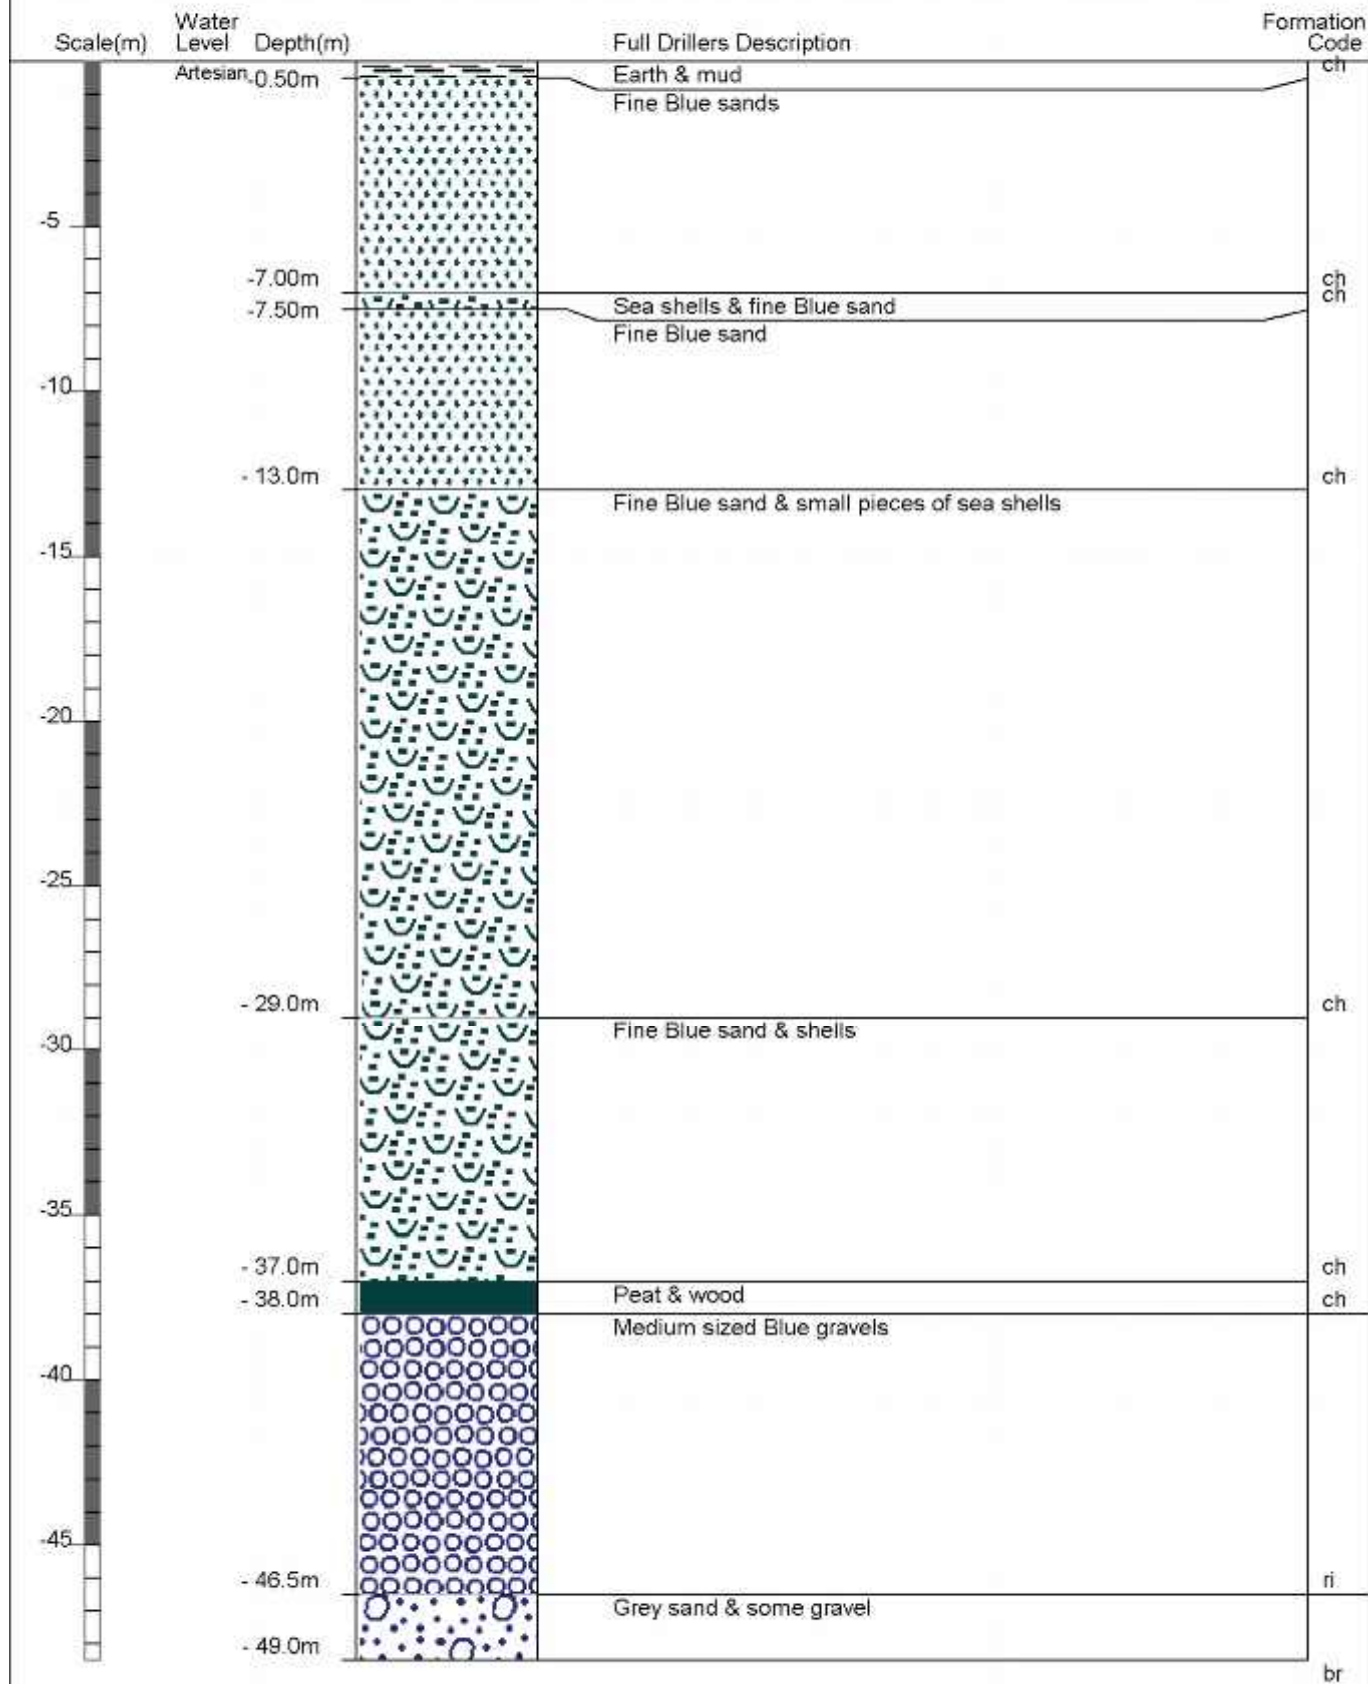 Water Formation
Scale(m) Level Depth(m) Full Drillers Description Code
Artesian -0.50m Earth & mud ch
Fine Blue sands
-5
-7.00m ch
-7.50m Sea shells & fine Blue sand ch
Fine Blue sand
-10
- 13.0m ch
Fine Blue sand & small pieces of sea shells
-15
-20
-25
- 29.0m ch
Fine Blue sand & shells
-30
-35
- 37.0m ch
- 38.0m Peat & wood ch
Medium sized Blue gravels
-40
-45
- 46.5m ri
Grey sand & some gravel
- 49.0m
br